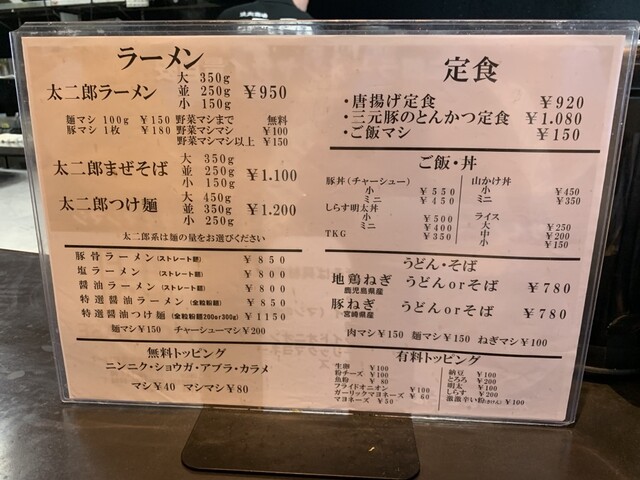 ラーメン
太二郎ラーメン 大 350g 並 250g 小 150g ¥950
麺マシ 100g ¥150 野菜マシまで 無料
豚マシ 1枚 ¥180 野菜マシマシ ¥100
野菜マシマシ以上 ¥150
太二郎まぜそば 大 350g 並 250g 小 150g ¥1.100
太二郎つけ麺 大 450g 並 350g 小 250g ¥1.200
太二郎系は麺の量をお選びください
豚骨ラーメン(ストレート麺) ¥850
塩ラーメン (ストレート麺) ¥850
醤油ラーメン(ストレート麺) ¥850
特選醤油ラーメン (全粒粉麺) ¥850
特選醤油つけ麺 (全粒粉麺200or300g) ¥1150
麺マシ¥150 チャーシューマシ¥200
無料トッピング
ニンニク・ショウガ・アブラ・カラメ
マシ¥40 マシマシ¥80
定食
・唐揚げ定食 ¥920
・三元豚のとんかつ定食 ¥1.080
・ご飯マシ ¥150
ご飯・丼
豚丼(チャーシュー)
小 ¥550
ミニ ¥450
しらす明太丼
小 ¥500
ミニ ¥400
TKG ¥350
山かけ丼
小 ¥450
ミニ ¥350
ライス
大 ¥250
中 ¥200
小 ¥150
うどん・そば
地鶏ねぎ うどんorそば ¥780
鹿児島県産
豚ねぎ うどんorそば ¥780
宮崎県産
肉マシ¥150 麺マシ¥150 ねぎマシ¥100
有料トッピング
生卵 ¥100
粉チーズ ¥100
魚粉 ¥60
フライドオニオン ¥100
ガーリックマヨネーズ ¥60
マヨネーズ ¥50
納豆 ¥100
とろろ ¥200
明太 ¥100
しらす ¥200
激激辛い粉(かけん) ¥100